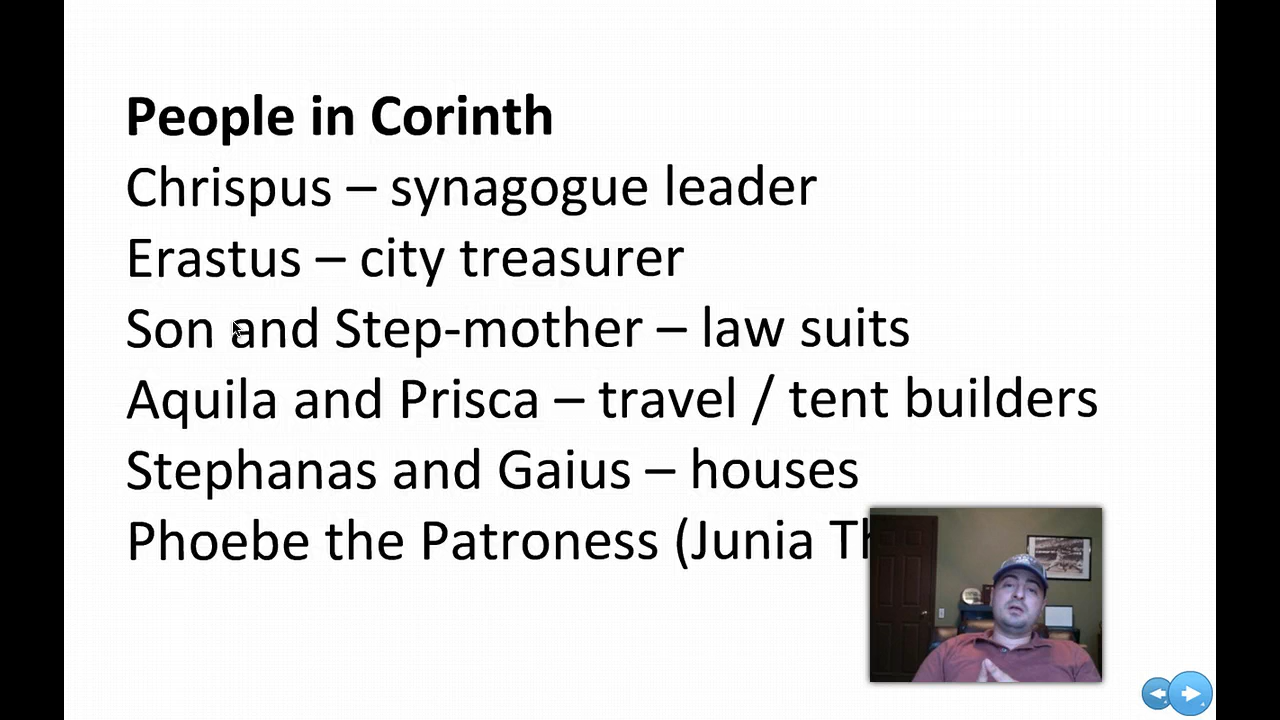 People in Corinth
Chrispus – synagogue leader
Erastus – city treasurer
Son and Step-mother – law suits
Aquila and Prisca – travel / tent builders
Stephanas and Gaius – houses
Phoebe the Patroness (Junia